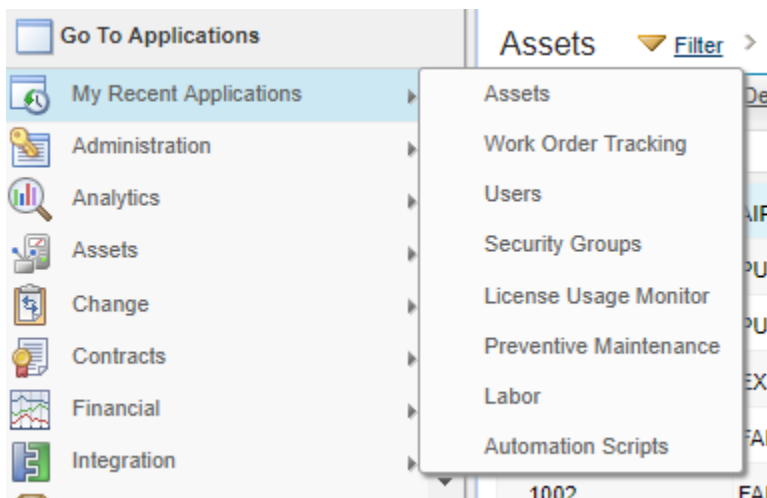 Go To Applications
My Recent Applications
Administration
Analytics
Assets
Change
Contracts
Financial
Integration
Assets Filter >
Assets
Work Order Tracking
Users
Security Groups
License Usage Monitor
Preventive Maintenance
Labor
Automation Scripts
1002